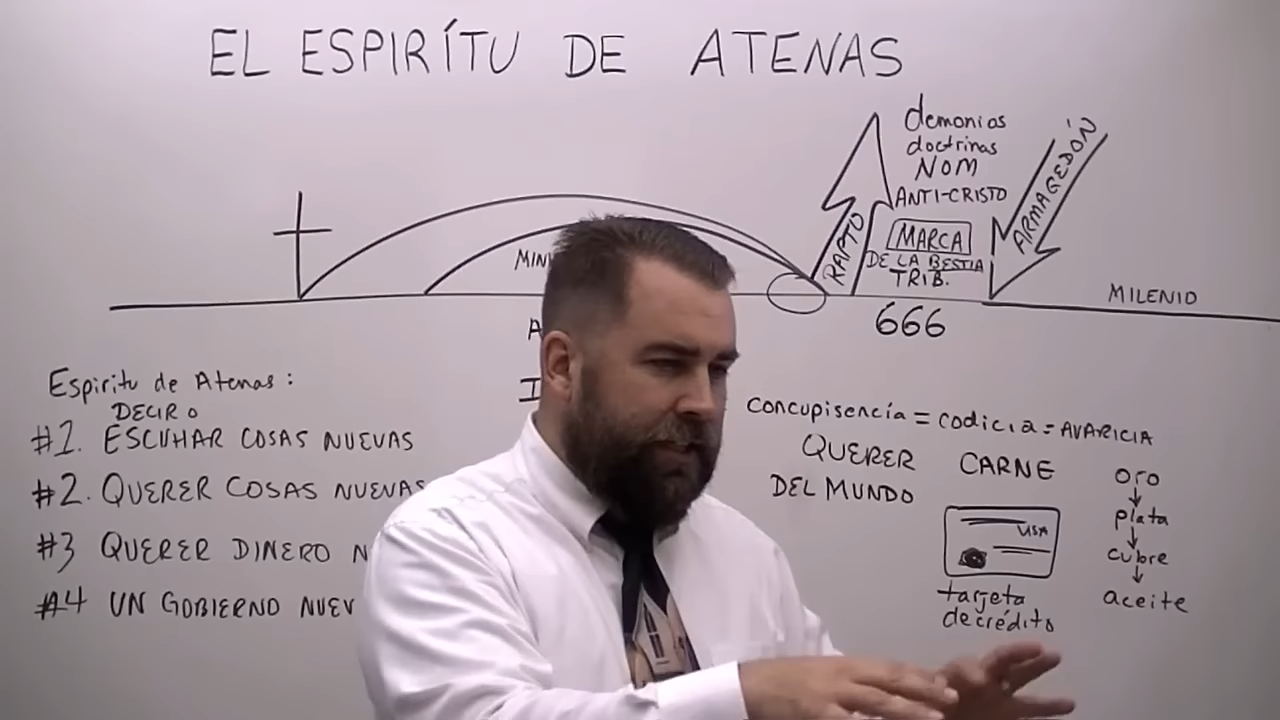 EL ESPIRÍTU DE ATENAS
demonios
doctrinas
NOM
ANTI-CRISTO
MARCA
DE LA BESTIA
TRIB.
RAPTO
ARMAGEDÓN
666
MILENIO
Espiritu de Atenas:
DECIR O
#1. ESCUHAR COSAS NUEVAS
#2. QUERER COSAS NUEVAS
#3 QUERER DINERO
#4 UN GOBIERNO
Concupisencía = codicia = AVARICIA
QUERER
DEL MUNDO
CARNE
USA
tarjeta
de crédito
oro
plata
cubre
aceite